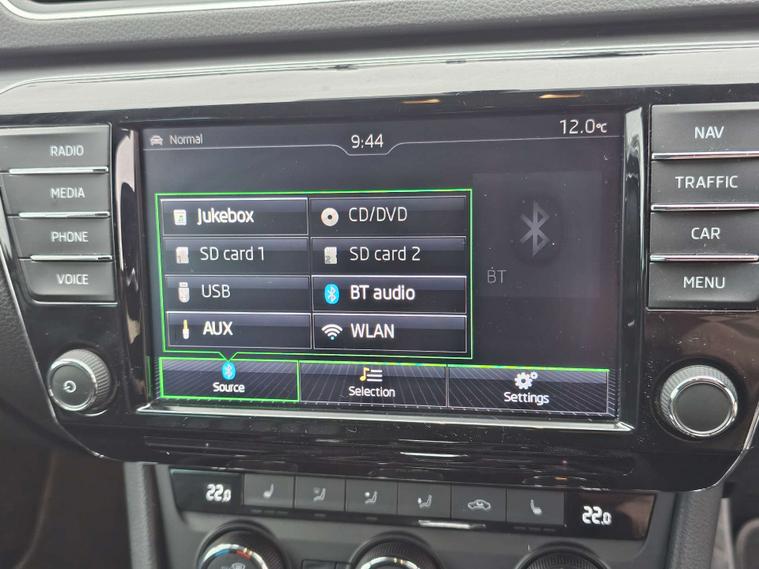 RADIO
MEDIA
PHONE
VOICE
Normal
9:44
12.0°C
Jukebox
CD/DVD
SD card 1
SD card 2
USB
BT audio
AUX
WLAN
BT
Source
Selection
Settings
NAV
TRAFFIC
CAR
MENU
22.0
22.0